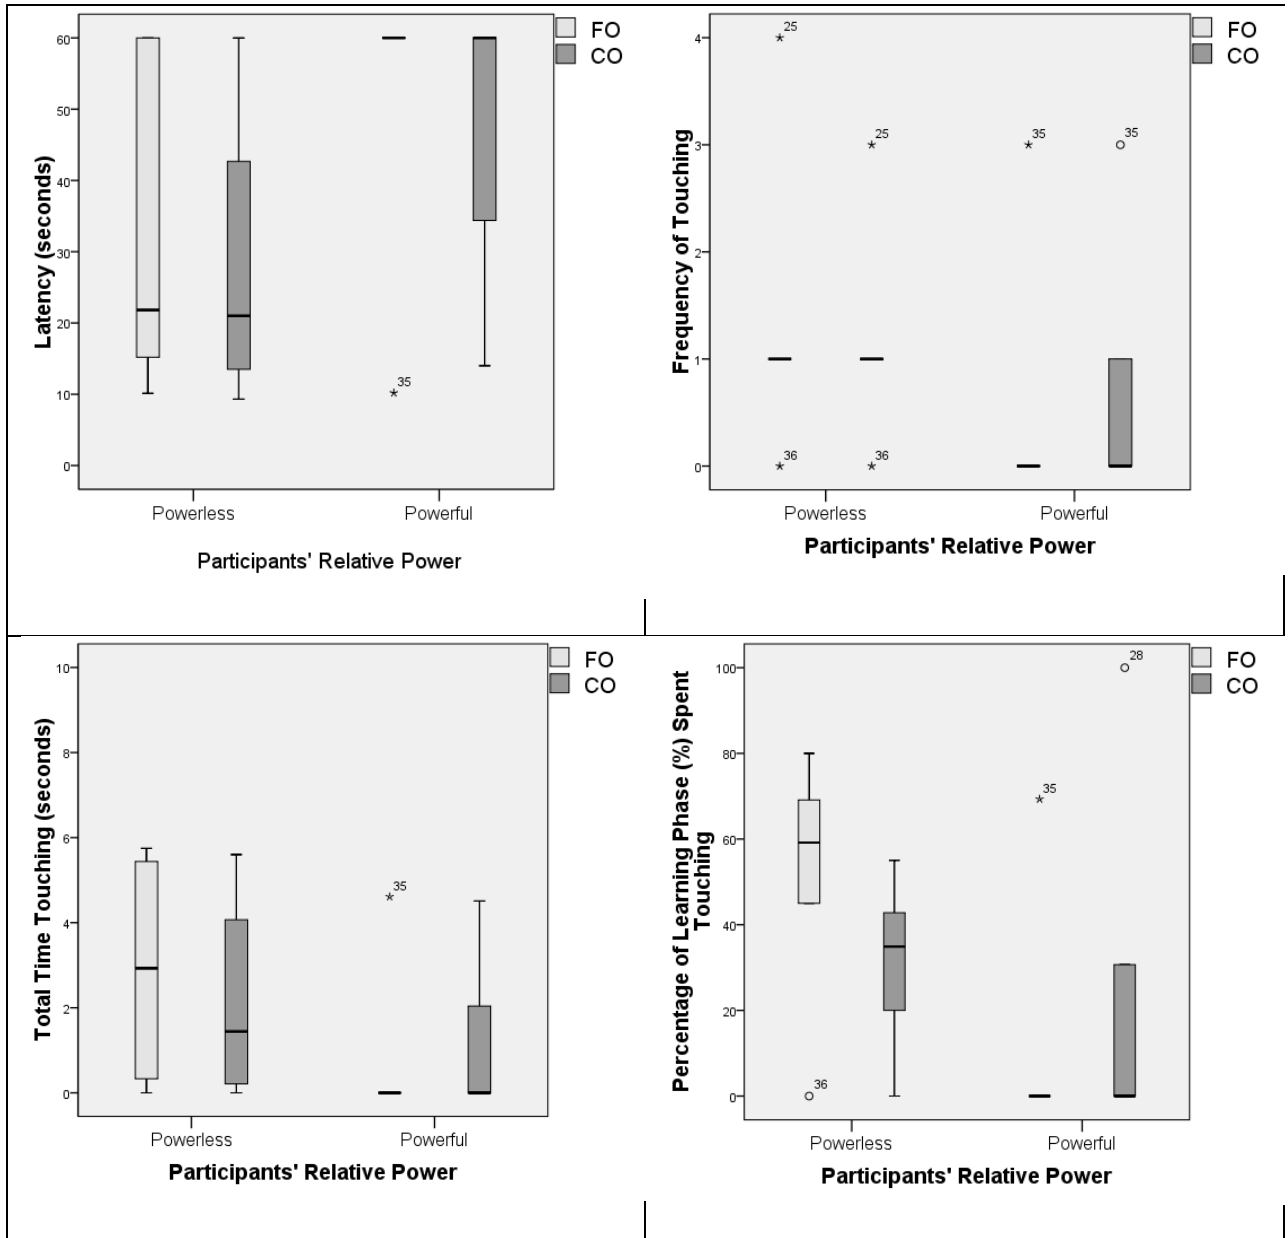 FO
CO
60
50
40
30
20
10
0
35
Latency (seconds)
Powerless
Powerful
Participants' Relative Power
FO
CO
4
3
2
1
0
25
25
35
35
36
36
Frequency of Touching
Powerless
Powerful
Participants' Relative Power
FO
CO
10
8
6
4
2
0
35
Total Time Touching (seconds)
Powerless
Powerful
Participants' Relative Power
FO
CO
100
80
60
40
20
0
28
35
36
Percentage of Learning Phase (%) Spent
Touching
Powerless
Powerful
Participants' Relative Power